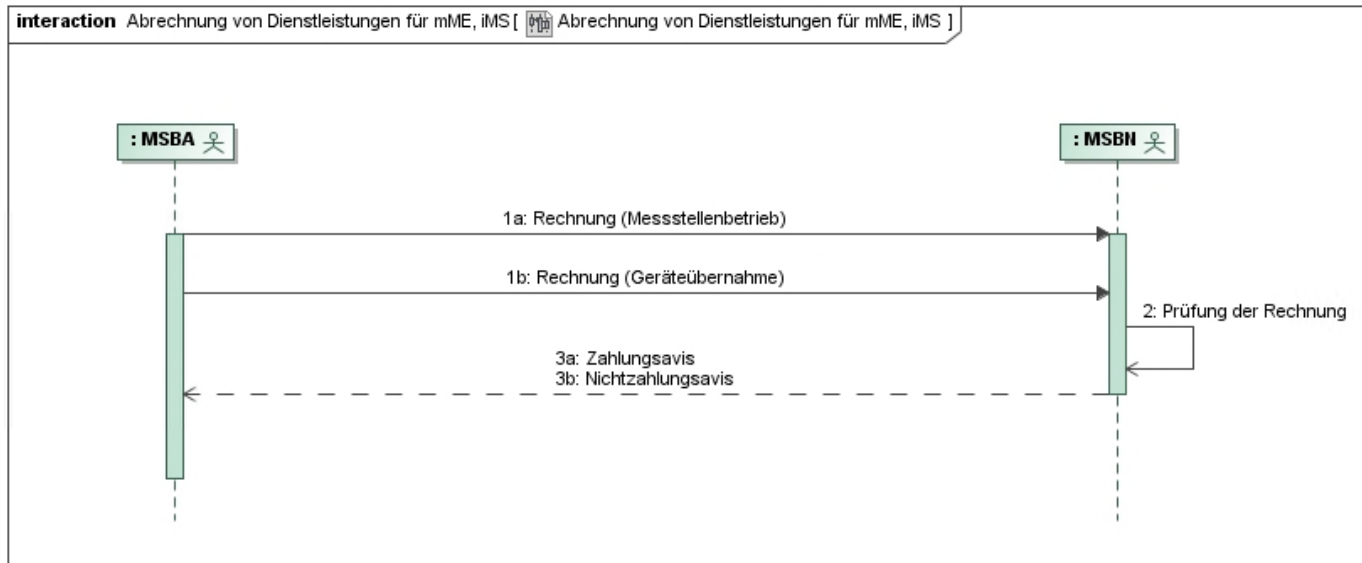 interaction Abrechnung von Dienstleistungen für mME, iMS [ Abrechnung von Dienstleistungen für mME, iMS ]
: MSBA
: MSBN
1a: Rechnung (Messstellenbetrieb)
1b: Rechnung (Geräteübernahme)
2: Prüfung der Rechnung
3a: Zahlungsavis
3b: Nichtzahlungsavis